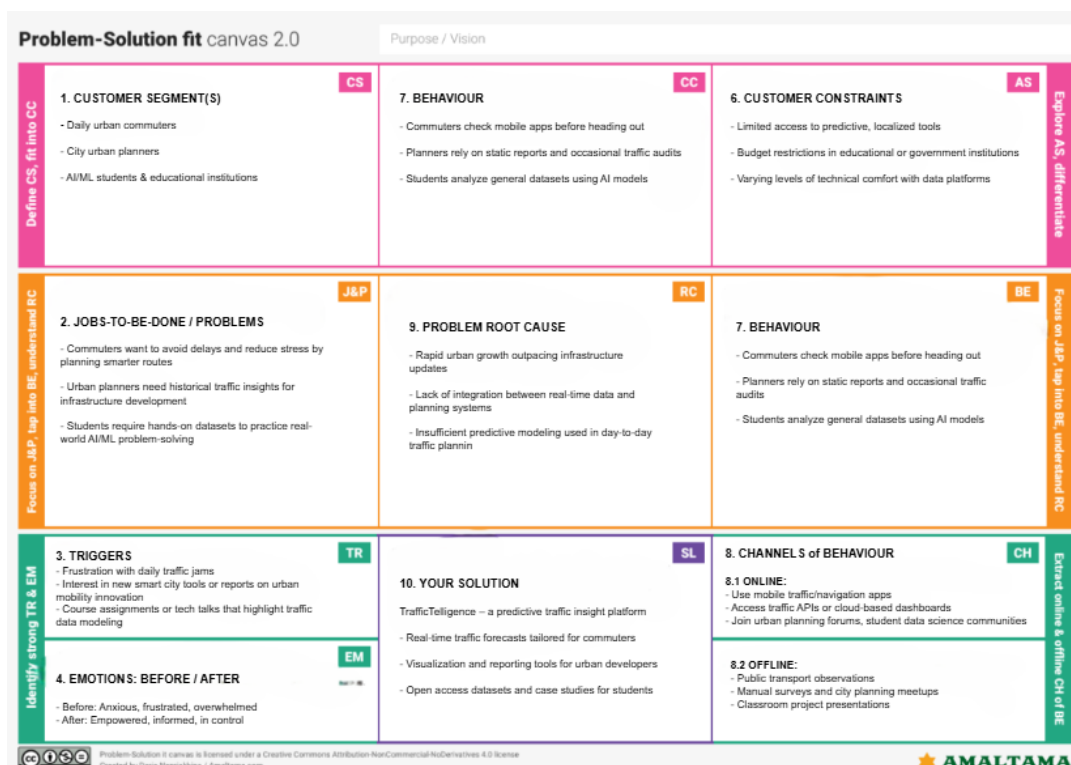 Problem-Solution fit canvas 2.0
Purpose / Vision
Define CS, fit into CC
CS
1. CUSTOMER SEGMENT(S)
- Daily urban commuters
- City urban planners
- AI/ML students & educational institutions
CC
7. BEHAVIOUR
- Commuters check mobile apps before heading out
- Planners rely on static reports and occasional traffic audits
- Students analyze general datasets using AI models
AS
6. CUSTOMER CONSTRAINTS
- Limited access to predictive, localized tools
- Budget restrictions in educational or government institutions
- Varying levels of technical comfort with data platforms
Explore AS, differentiate
Focus on J&P, tap into BE, understand RC
J&P
2. JOBS-TO-BE-DONE / PROBLEMS
- Commuters want to avoid delays and reduce stress by
planning smarter routes
- Urban planners need historical traffic insights for
infrastructure development
- Students require hands-on datasets to practice real-
world AI/ML problem-solving
RC
9. PROBLEM ROOT CAUSE
- Rapid urban growth outpacing infrastructure
updates
- Lack of integration between real-time data and
planning systems
- Insufficient predictive modeling used in day-to-day
traffic plannin
BE
7. BEHAVIOUR
- Commuters check mobile apps before heading out
- Planners rely on static reports and occasional traffic
audits
- Students analyze general datasets using AI models
Focus on J&P, tap into BE, understand RC
Identify strong TR & EM
TR
3. TRIGGERS
- Frustration with daily traffic jams
- Interest in new smart city tools or reports on urban
mobility innovation
- Course assignments or tech talks that highlight traffic
data modeling
EM
4. EMOTIONS: BEFORE / AFTER
- Before: Anxious, frustrated, overwhelmed
- After: Empowered, informed, in control
SL
10. YOUR SOLUTION
TrafficTelligence – a predictive traffic insight platform
- Real-time traffic forecasts tailored for commuters
- Visualization and reporting tools for urban developers
- Open access datasets and case studies for students
CH
8. CHANNELS of BEHAVIOUR
8.1 ONLINE:
- Use mobile traffic/navigation apps
- Access traffic APIs or cloud-based dashboards
- Join urban planning forums, student data science communities
8.2 OFFLINE:
- Public transport observations
- Manual surveys and city planning meetups
- Classroom project presentations
Extract online & offline CH of BE
Problem-Solution it canvas is licensed under a Creative Commons Attribution-NonCommercial-NoDerivatives 4.0 license
AMALTAMA